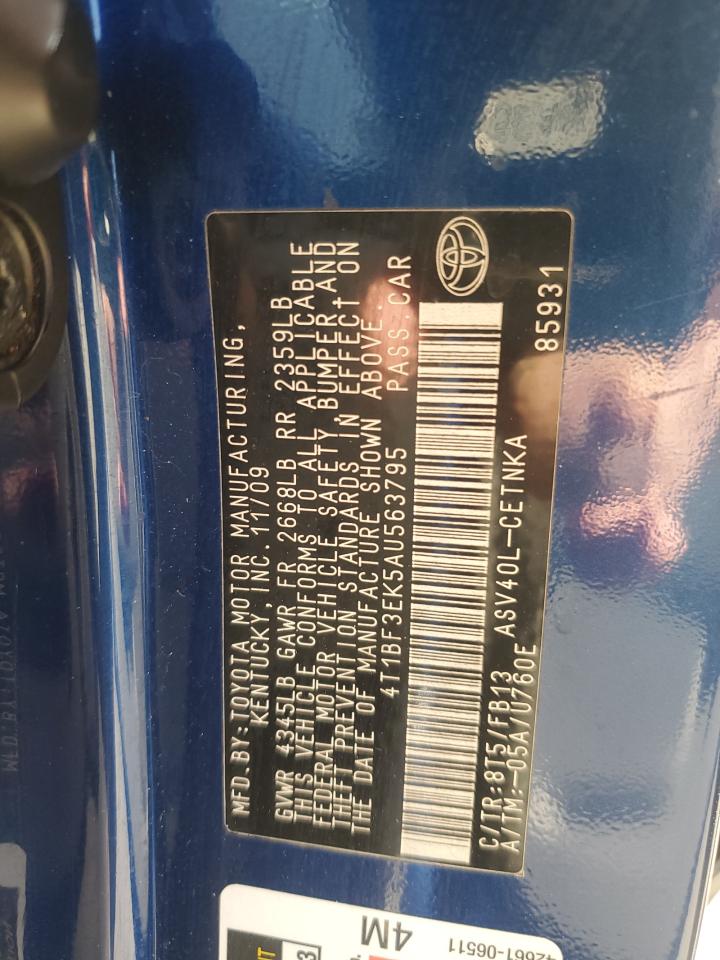 MFD.BY:TOYOTA MOTOR MANUFACTURING,
KENTUCKY, INC. 11/09
GVWR 4345LB GAWR FR 2668LB RR 2359LB
THIS VEHICLE CONFORMS TO ALL APPLICABLE
FEDERAL MOTOR VEHICLE SAFETY BUMPER,AND
THEFT PREVENTION STANDARDS IN EFFECT ON
THE DATE OF MANUFACTURE SHOWN ABOVE.
4T1BF3EK5AU563795 PASS.CAR
C/TR:8T5/FB13 ASV40L-CETNKA
A/TM:-05A/U760E 85931
4M
42661-06511